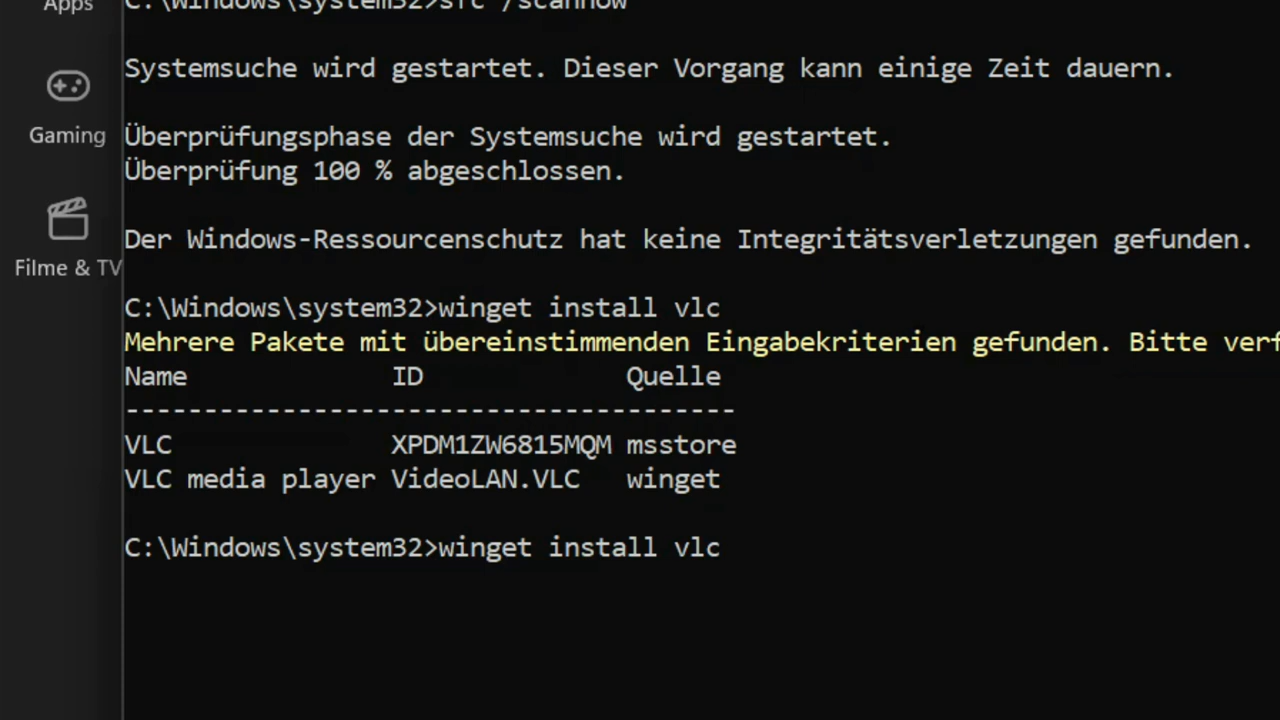 Apps
Gaming
Filme & TV
C:\Windows\system32>sfc /scannow
Systemsuche wird gestartet. Dieser Vorgang kann einige Zeit dauern.
Überprüfungsphase der Systemsuche wird gestartet.
Überprüfung 100 % abgeschlossen.
Der Windows-Ressourcenschutz hat keine Integritätsverletzungen gefunden.
C:\Windows\system32>winget install vlc
Mehrere Pakete mit übereinstimmenden Eingabekriterien gefunden. Bitte
Name ID Quelle
---------------------------------------
VLC XPDM1ZW6815MQM msstore
VLC media player VideoLAN.VLC winget
C:\Windows\system32>winget install vlc